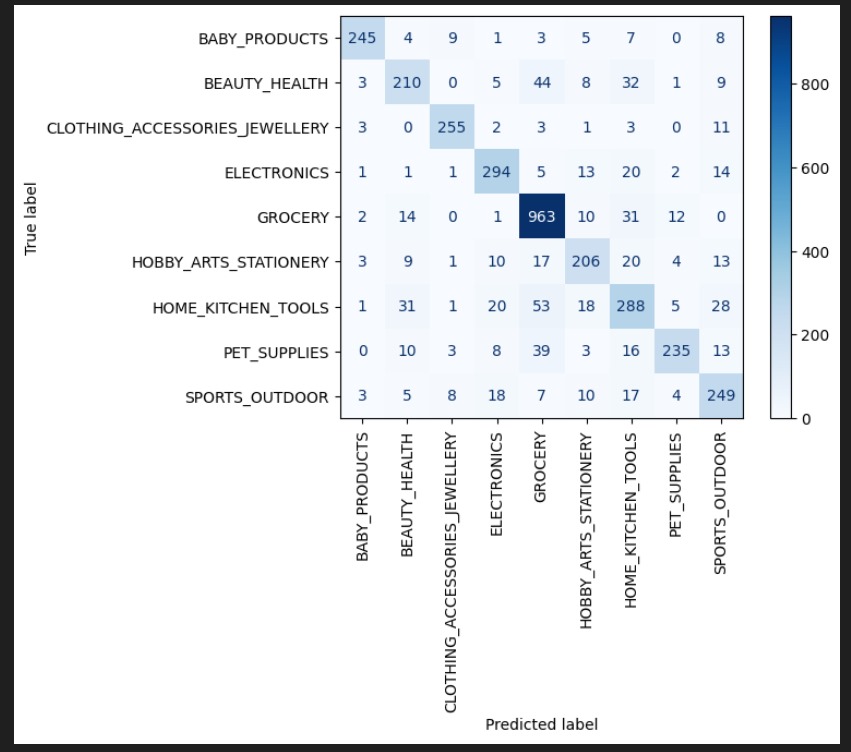 BABY_PRODUCTS 245 4 9 1 3 5 7 0 8
BEAUTY_HEALTH 3 210 0 5 44 8 32 1 9
CLOTHING_ACCESSORIES_JEWELLERY 3 0 255 2 3 1 3 0 11
ELECTRONICS 1 1 1 294 5 13 20 2 14
GROCERY 2 14 0 1 963 10 31 12 0
HOBBY_ARTS_STATIONERY 3 9 1 10 17 206 20 4 13
HOME_KITCHEN_TOOLS 1 31 1 20 53 18 288 5 28
PET_SUPPLIES 0 10 3 8 39 3 16 235 13
SPORTS_OUTDOOR 3 5 8 18 7 10 17 4 249
True label
BABY_PRODUCTS
BEAUTY_HEALTH
CLOTHING_ACCESSORIES_JEWELLERY
ELECTRONICS
GROCERY
HOBBY_ARTS_STATIONERY
HOME_KITCHEN_TOOLS
PET_SUPPLIES
SPORTS_OUTDOOR
Predicted label
800
600
400
200
0